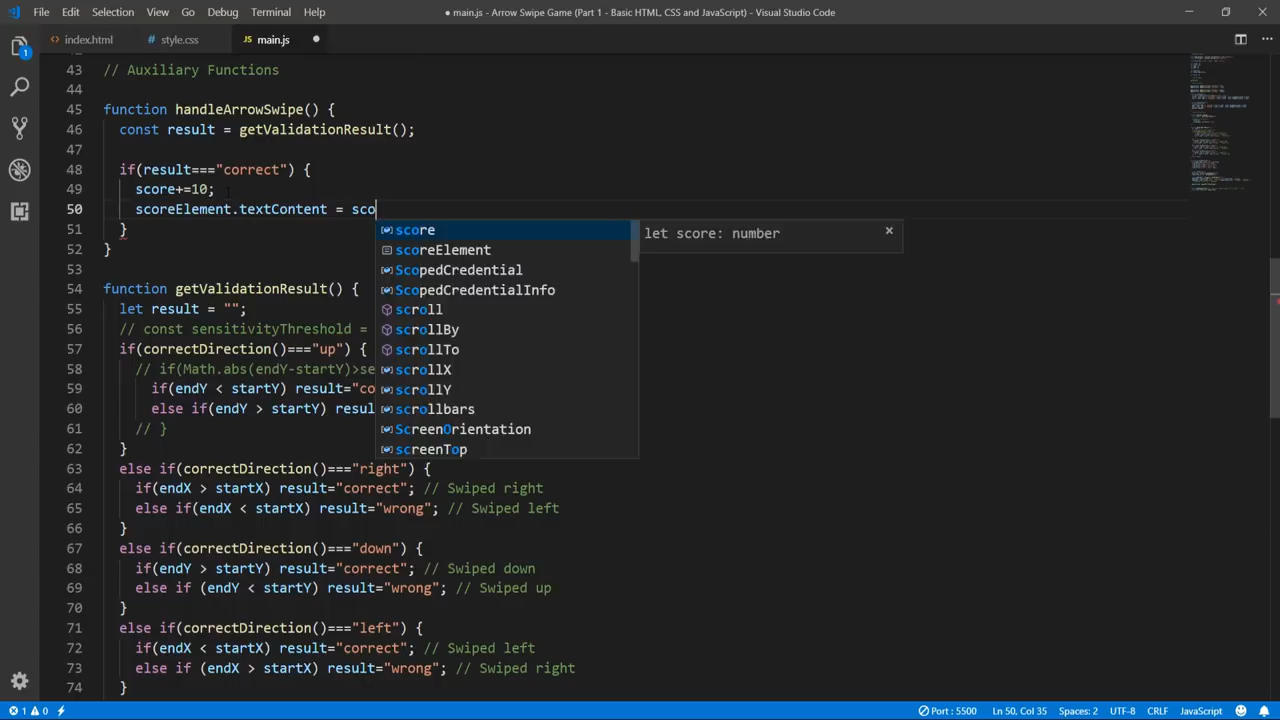 File Edit Selection View Go Debug Terminal Help
● main.js - Arrow Swipe Game (Part 1 - Basic HTML, CSS and JavaScript) - Visual Studio Code
index.html
style.css
main.js
43 // Auxiliary Functions
44
45 function handleArrowSwipe() {
46 const result = getValidationResult();
47
48 if(result==="correct") {
49 score+=10;
50 scoreElement.textContent = sco
51 }
52 }
53
54 function getValidationResult() {
55 let result = "";
56 // const sensitivityThreshold =
57 if(correctDirection()==="up") {
58 // if(Math.abs(endY-startY)>se
59 if(endY < startY) result="co
60 else if(endY > startY) resul
61 // }
62 }
63 else if(correctDirection()==="right") {
64 if(endX > startX) result="correct"; // Swiped right
65 else if(endX < startX) result="wrong"; // Swiped left
66 }
67 else if(correctDirection()==="down") {
68 if(endY > startY) result="correct"; // Swiped down
69 else if (endY < startY) result="wrong"; // Swiped up
70 }
71 else if(correctDirection()==="left") {
72 if(endX < startX) result="correct"; // Swiped left
73 else if (endX > startX) result="wrong"; // Swiped right
74 }
score
scoreElement
ScopedCredential
ScopedCredentialInfo
scroll
scrollBy
scrollTo
scrollX
scrollY
scrollbars
ScreenOrientation
screenTop
let score: number
1
1 0
Port : 5500 Ln 50, Col 35 Spaces: 2 UTF-8 CRLF JavaScript